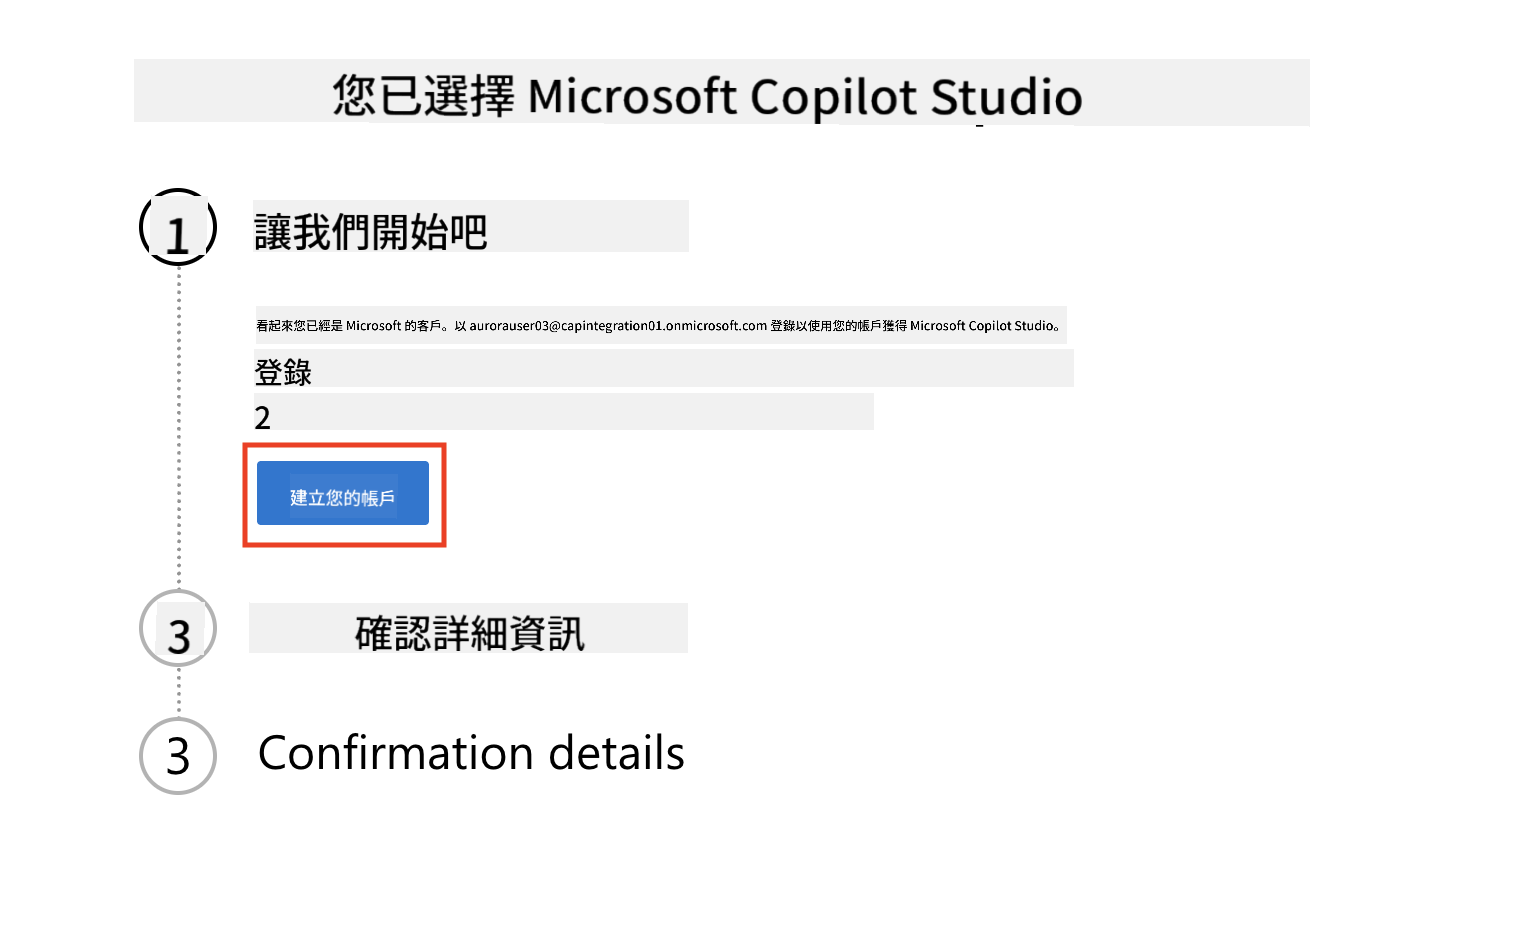 您已選擇 Microsoft Copilot Studio
1
讓我們開始吧
看起來您已經是 Microsoft 的客戶。以 aurorauser03@capintegration01.onmicrosoft.com 登錄以使用您的帳戶獲得 Microsoft Copilot Studio。
登錄
2
建立您的帳戶
3
確認詳細資訊
3
Confirmation details